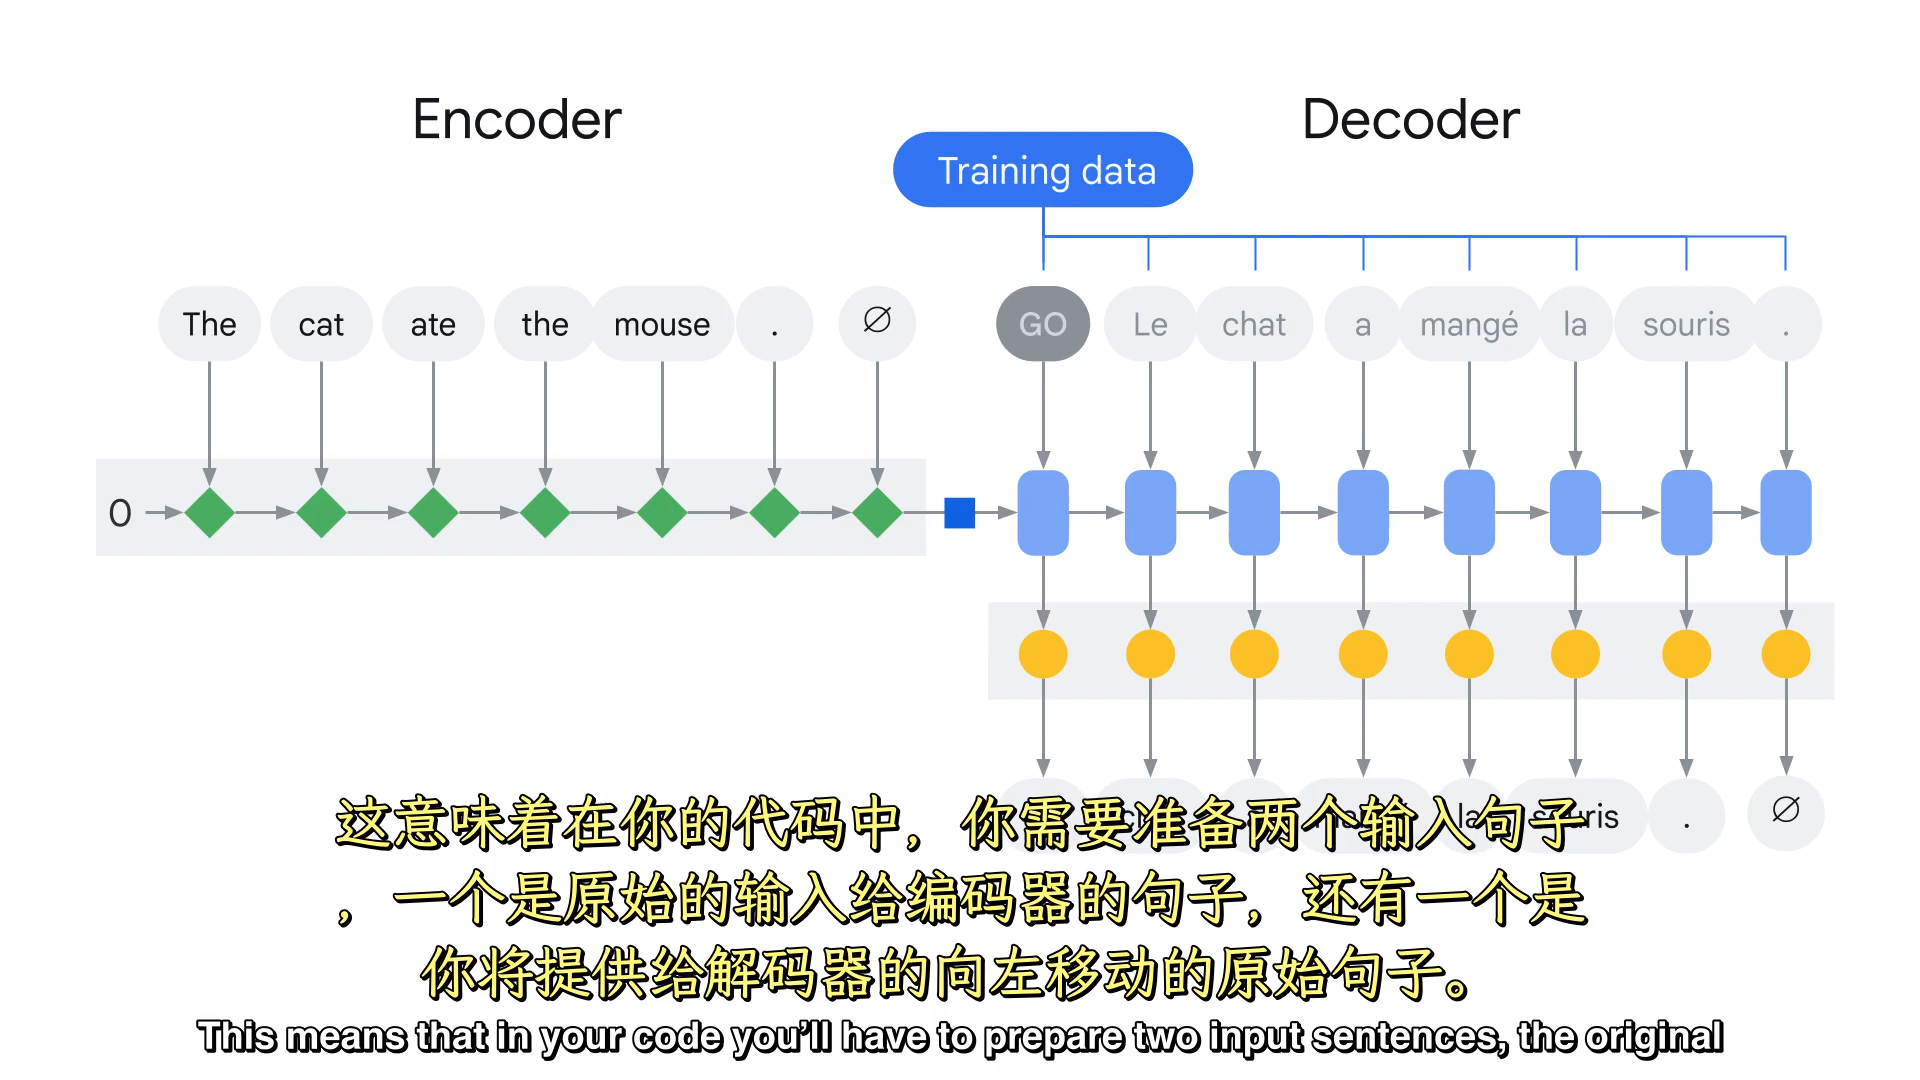 Encoder
Decoder
Training data
The cat ate the mouse . ∅
GO Le chat a mangé la souris .
0
. ∅
这意味着在你的代码中，你需要准备两个输入句子
，一个是原始的输入给编码器的句子，还有一个是
你将提供给解码器的向左移动的原始句子。
This means that in your code you’ll have to prepare two input sentences, the original